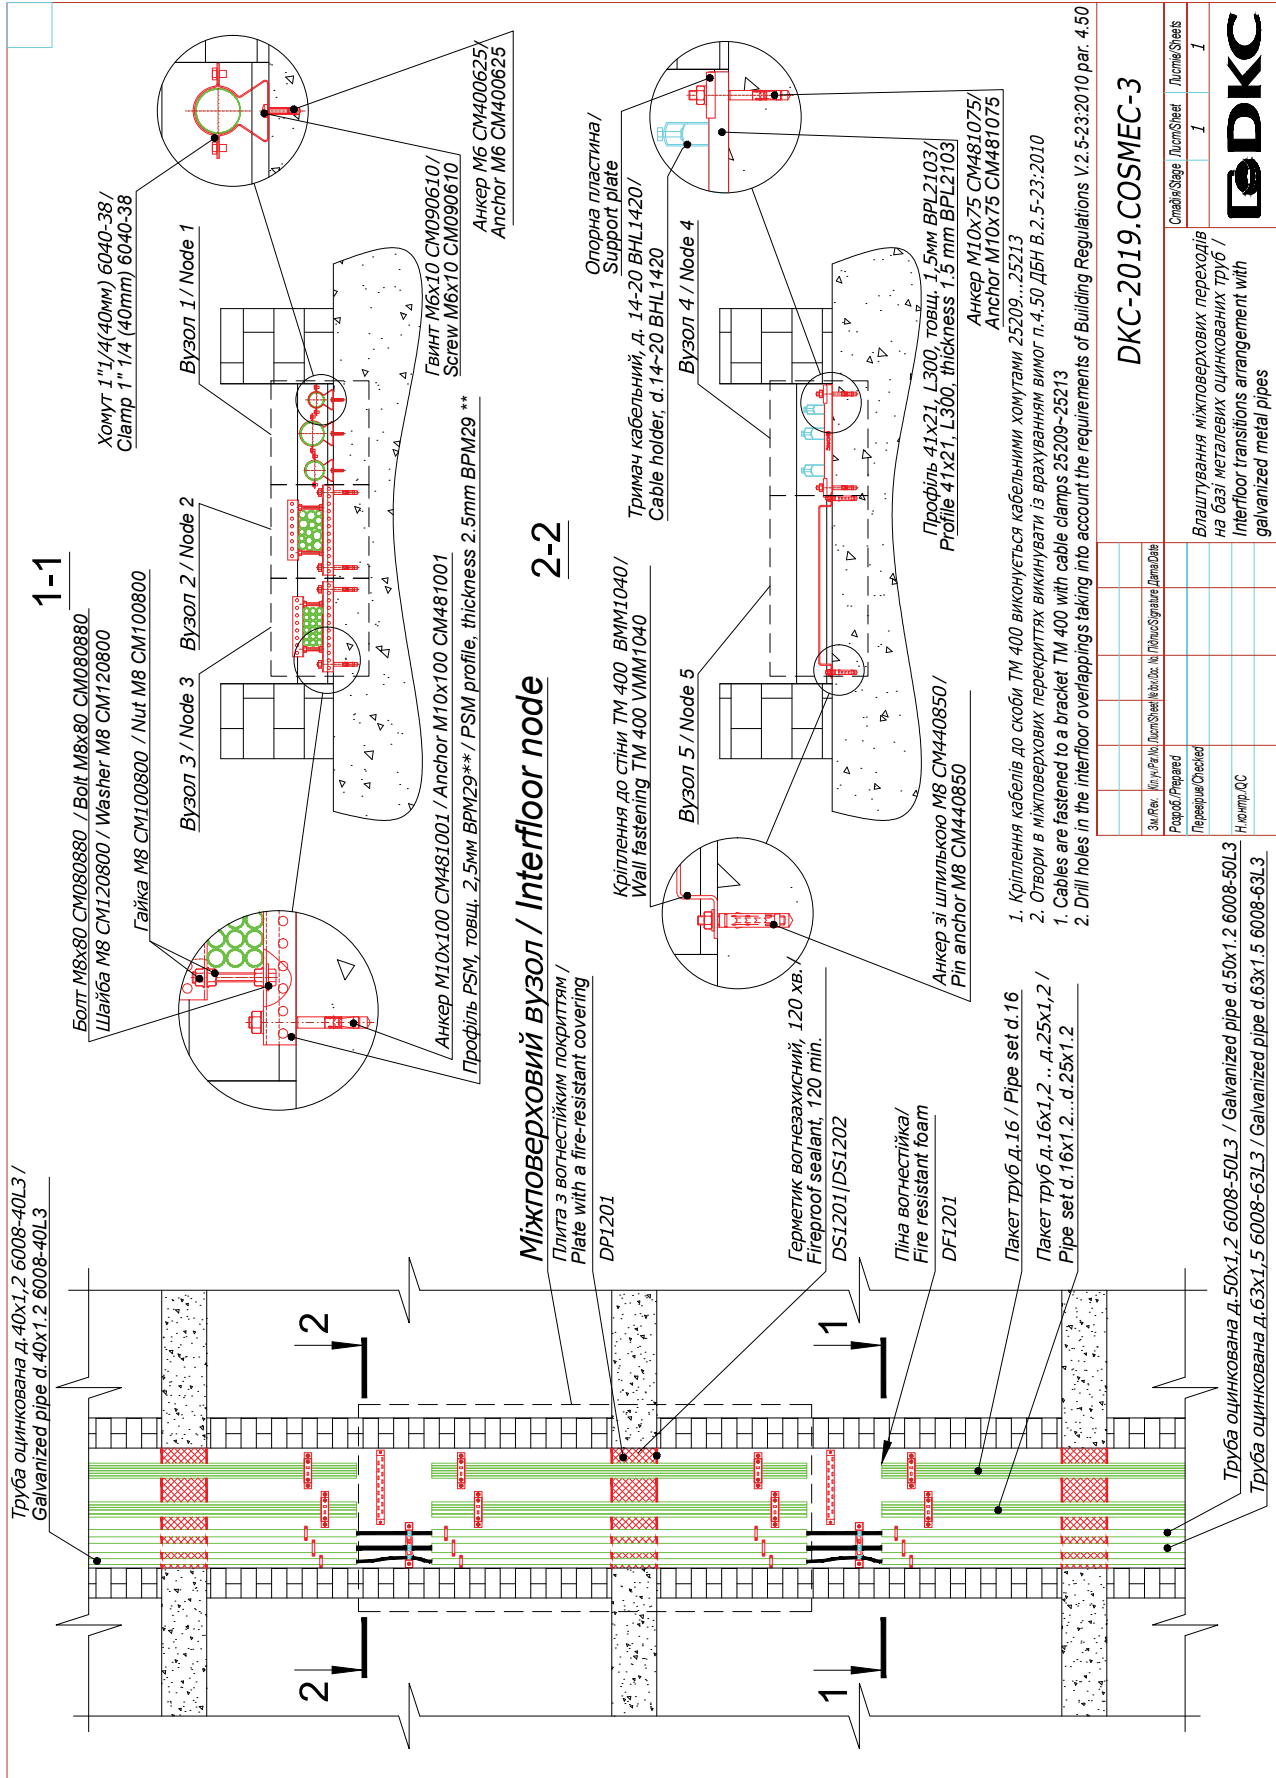 Труба оцинкована д.40х1,2 6008-40L3 /
Galvanized pipe d.40x1.2 6008-40L3
2
2
1
1
Міжповерховий вузол / Interfloor node
Плита з вогнестійким покриттям /
Plate with a fire-resistant covering
DP1201
Герметик вогнезахисний, 120 хв. /
Fireproof sealant, 120 min.
DS1201|DS1202
Піна вогнестійка/
Fire resistant foam
DF1201
Пакет труб д.16 / Pipe set d.16
Пакет труб д.16х1,2 .. д.25х1,2 /
Pipe set d.16x1.2...d.25x1.2
Труба оцинкована д.50х1,2 6008-50L3 / Galvanized pipe d.50x1.2 6008-50L3
Труба оцинкована д.63х1,5 6008-63L3 / Galvanized pipe d.63x1.5 6008-63L3
1-1
Болт М8х80 СМ080880 / Bolt M8x80 CM080880
Шайба М8 СМ120800 / Washer M8 CM120800
Гайка М8 СМ100800 / Nut M8 CM100800
Вузол 3 / Node 3
Вузол 2 / Node 2
Вузол 1 / Node 1
Хомут 1"1/4(40мм) 6040-38 /
Clamp 1" 1/4 (40mm) 6040-38
Гвинт М6х10 СМ090610 /
Screw M6x10 CM090610
Анкер М6 СМ400625/
Anchor M6 CM400625
Анкер М10х100 СМ481001 / Anchor M10x100 CM481001
Профіль PSM, товщ. 2,5мм BPM29** / PSM profile, thickness 2.5mm BPM29 **
2-2
Кріплення до стіни ТМ 400 ВММ1040/
Wall fastening TM 400 VMM1040
Вузол 5 / Node 5
Опорна пластина /
Support plate
Тримач кабельний, д. 14-20 BHL1420 /
Cable holder, d.14~20 BHL1420
Вузол 4 / Node 4
Анкер зі шпилькою М8 СМ440850 /
Pin anchor M8 CM440850
Профіль 41х21, L300, товщ. 1,5мм BPL2103/
Profile 41x21, L300, thickness 1.5 mm BPL2103
Анкер М10х75 СМ481075/
Anchor M10x75 CM481075
1. Кріплення кабелів до скоби ТМ 400 виконується кабельними хомутами 25209...25213
2. Отвори в міжповерхових перекриттях викинувати із врахуванням вимог п.4.50 ДБН В.2.5-23:2010
1. Cables are fastened to a bracket TM 400 with cable clamps 25209~25213
2. Drill holes in the interfloor overlappings taking into account the requirements of Building Regulations V.2.5-23:2010 par. 4.50
DKC-2019.COSMEC-3
Розроб./Prepared
Перевірив/Checked
Н.контр./QC
Влаштування міжповерхових переходів
на базі металевих оцинкованих труб /
Interfloor transitions arrangement with
galvanized metal pipes
Стадія/Stage
Лист/Sheet
Листів/Sheets
1
1
DKC